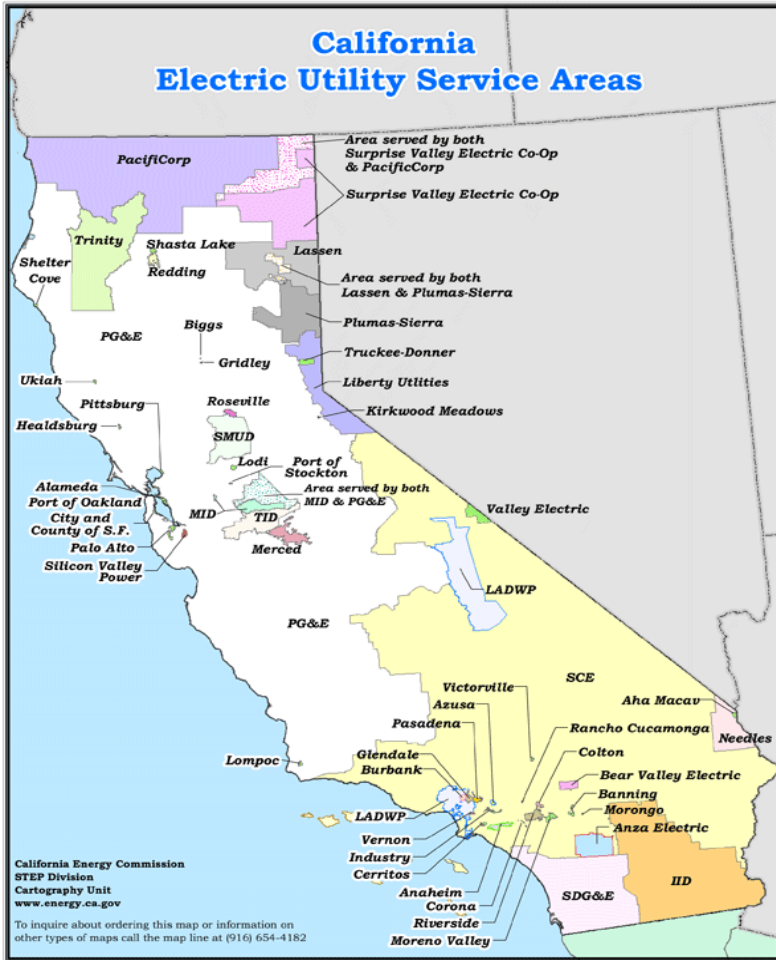 California
Electric Utility Service Areas
PacifiCorp
Area served by both
Surprise Valley Electric Co-Op
& PacificCorp
Surprise Valley Electric Co-Op
Trinity
Shasta Lake
Redding
Lassen
Shelter
Cove
Area served by both
Lassen & Plumas-Sierra
PG&E
Biggs
Plumas-Sierra
Gridley
Truckee-Donner
Ukiah
Liberty Utlities
Pittsburg
Roseville
Kirkwood Meadows
Healdsburg
SMUD
Lodi
Port of
Stockton
Alameda
Area served by both
MID & PG&E
Port of Oakland
MID
TID
Valley Electric
City and
County of S.F.
Palo Alto
Merced
Silicon Valley
Power
LADWP
PG&E
SCE
Victorville
Azusa
Aha Macav
Pasadena
Rancho Cucamonga
Needles
Glendale
Colton
Lompoc
Burbank
Bear Valley Electric
Banning
LADWP
Morongo
Vernon
Anza Electric
Industry
Cerritos
Anaheim
SDG&E
IID
Corona
Riverside
Moreno Valley
California Energy Commission
STEP Division
Cartography Unit
www.energy.ca.gov
To inquire about ordering this map or information on
other types of maps call the map line at (916) 654-4182